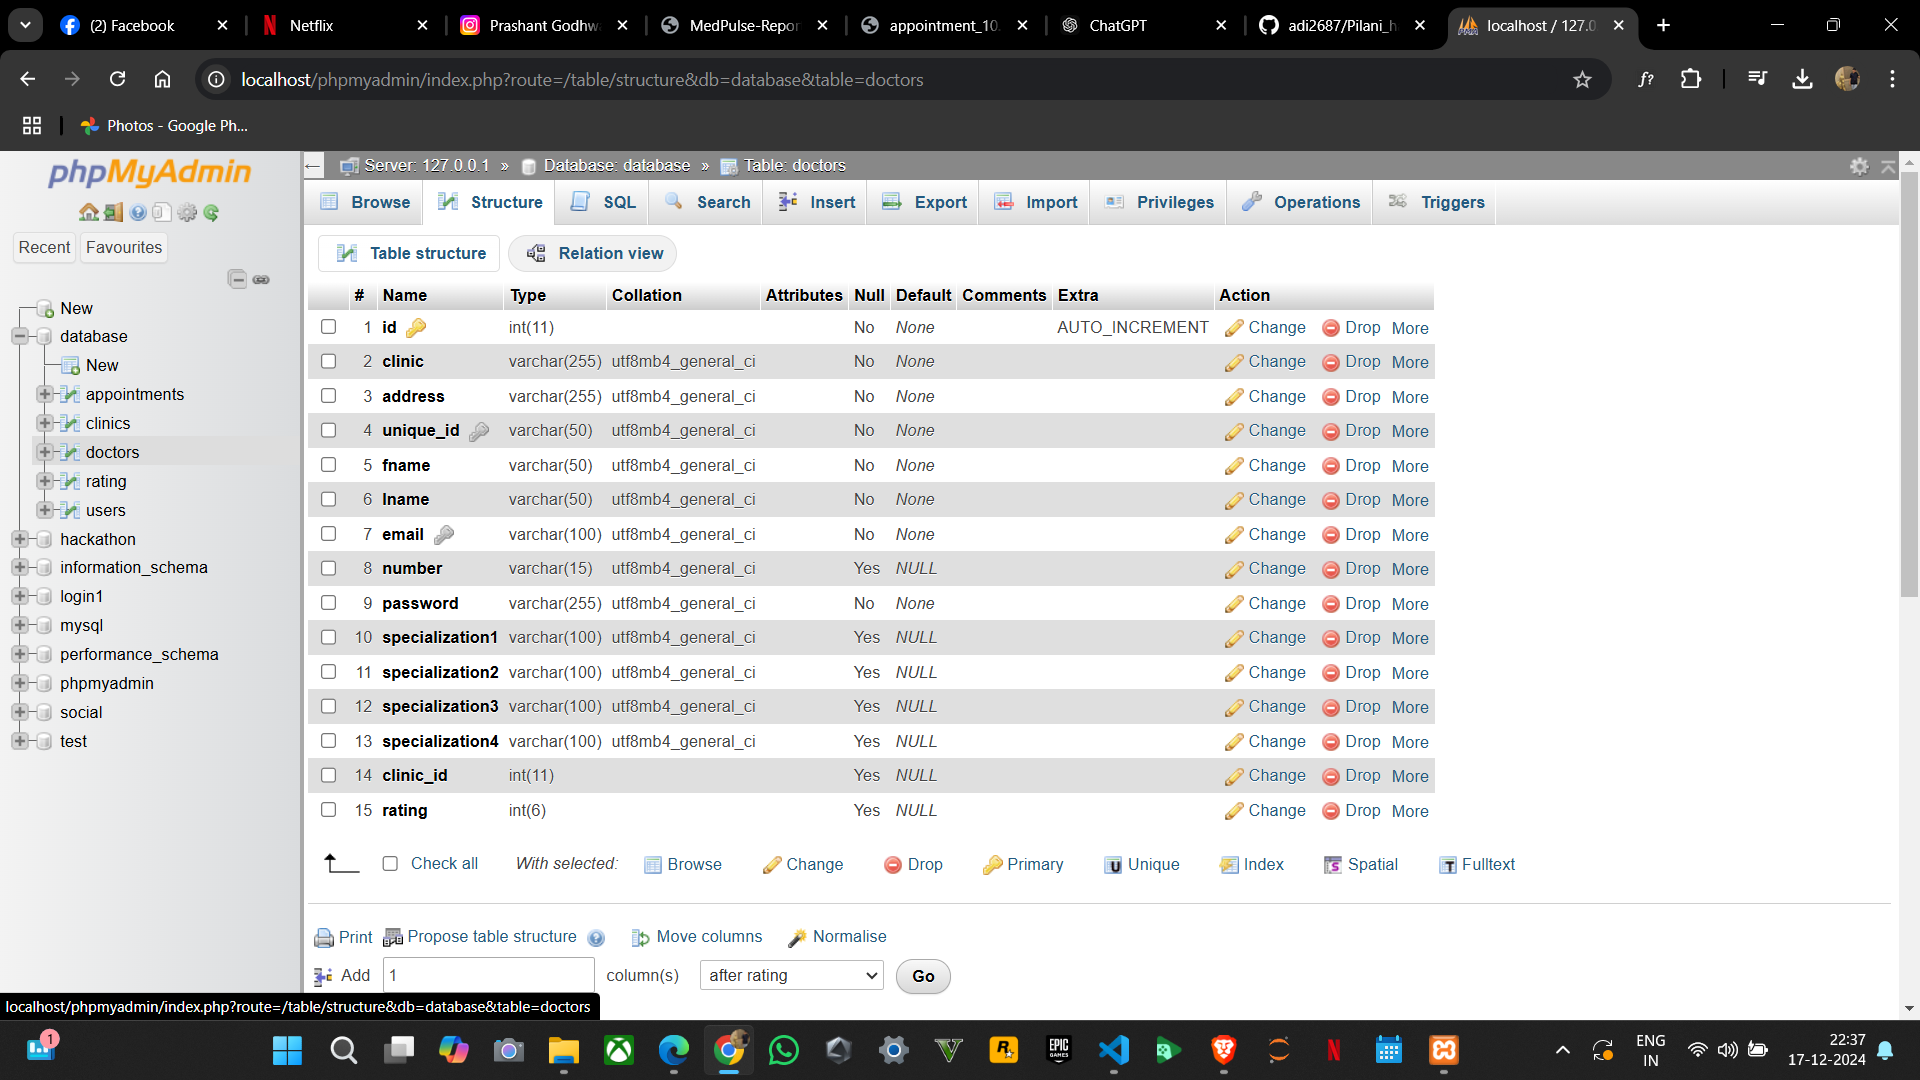 (2) Facebook
Netflix
Prashant Godhwa
MedPulse-Repor
appointment_10
ChatGPT
adi2687/Pilani_h
localhost / 127.0
localhost/phpmyadmin/index.php?route=/table/structure&db=database&table=doctors
f?
Photos - Google Ph...
phpMyAdmin
Recent
Favourites
New
database
New
appointments
clinics
doctors
rating
users
hackathon
information_schema
login1
mysql
performance_schema
phpmyadmin
social
test
Server: 127.0.0.1 » Database: database » Table: doctors
Browse Structure SQL Search Insert Export Import Privileges Operations Triggers
Table structure Relation view
# Name Type Collation Attributes Null Default Comments Extra Action
1 id int(11) No None AUTO_INCREMENT Change Drop More
2 clinic varchar(255) utf8mb4_general_ci No None Change Drop More
3 address varchar(255) utf8mb4_general_ci No None Change Drop More
4 unique_id varchar(50) utf8mb4_general_ci No None Change Drop More
5 fname varchar(50) utf8mb4_general_ci No None Change Drop More
6 lname varchar(50) utf8mb4_general_ci No None Change Drop More
7 email varchar(100) utf8mb4_general_ci No None Change Drop More
8 number varchar(15) utf8mb4_general_ci Yes NULL Change Drop More
9 password varchar(255) utf8mb4_general_ci No None Change Drop More
10 specialization1 varchar(100) utf8mb4_general_ci Yes NULL Change Drop More
11 specialization2 varchar(100) utf8mb4_general_ci Yes NULL Change Drop More
12 specialization3 varchar(100) utf8mb4_general_ci Yes NULL Change Drop More
13 specialization4 varchar(100) utf8mb4_general_ci Yes NULL Change Drop More
14 clinic_id int(11) Yes NULL Change Drop More
15 rating int(6) Yes NULL Change Drop More
Check all With selected: Browse Change Drop Primary Unique Index Spatial Fulltext
Print Propose table structure Move columns Normalise
Add 1 column(s) after rating Go
localhost/phpmyadmin/index.php?route=/table/structure&db=database&table=doctors
1
EPIC GAMES
ENG
IN
22:37
17-12-2024